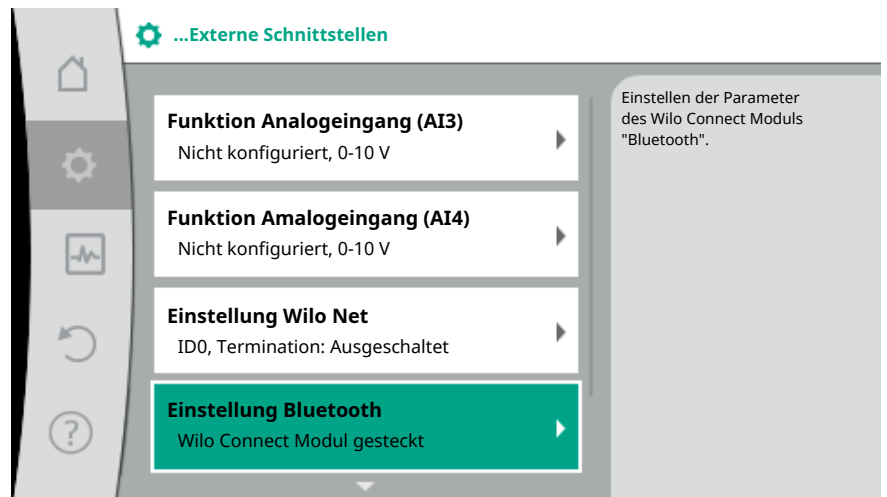 ...Externe Schnittstellen
Funktion Analogeingang (AI3)
Nicht konfiguriert, 0-10 V
Funktion Amalogeingang (AI4)
Nicht konfiguriert, 0-10 V
Einstellung Wilo Net
ID0, Termination: Ausgeschaltet
Einstellung Bluetooth
Wilo Connect Modul gesteckt
Einstellen der Parameter
des Wilo Connect Moduls
"Bluetooth".
?